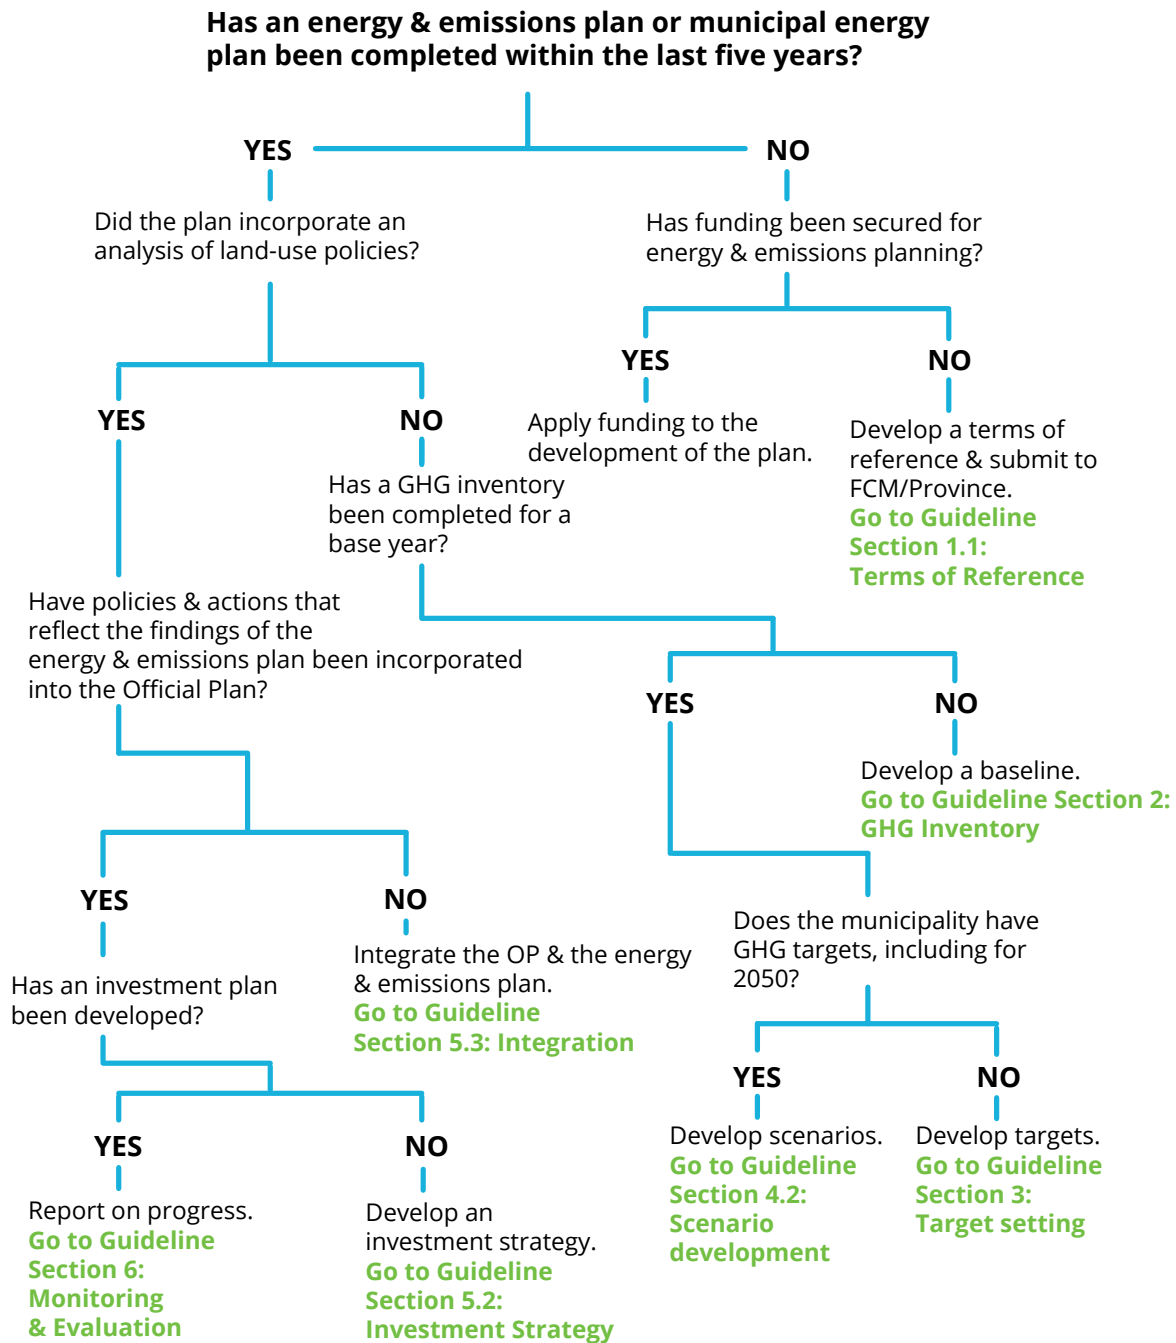 Has an energy & emissions plan or municipal energy
plan been completed within the last five years?
YES
NO
Did the plan incorporate an
analysis of land-use policies?
Has funding been secured for
energy & emissions planning?
YES
NO
YES
NO
Apply funding to the
development of the plan.
Develop a terms of
reference & submit to
FCM/Province.
Go to Guideline
Section 1.1:
Terms of Reference
Has a GHG inventory
been completed for a
base year?
Have policies & actions that
reflect the findings of the
energy & emissions plan been incorporated
into the Official Plan?
YES
NO
Develop a baseline.
Go to Guideline Section 2:
GHG Inventory
YES
NO
Integrate the OP & the energy
& emissions plan.
Go to Guideline
Section 5.3: Integration
Does the municipality have
GHG targets, including for
2050?
Has an investment plan
been developed?
YES
NO
Develop scenarios.
Go to Guideline
Section 4.2:
Scenario
development
Develop targets.
Go to Guideline
Section 3:
Target setting
YES
NO
Report on progress.
Go to Guideline
Section 6:
Monitoring
& Evaluation
Develop an
investment strategy.
Go to Guideline
Section 5.2:
Investment Strategy